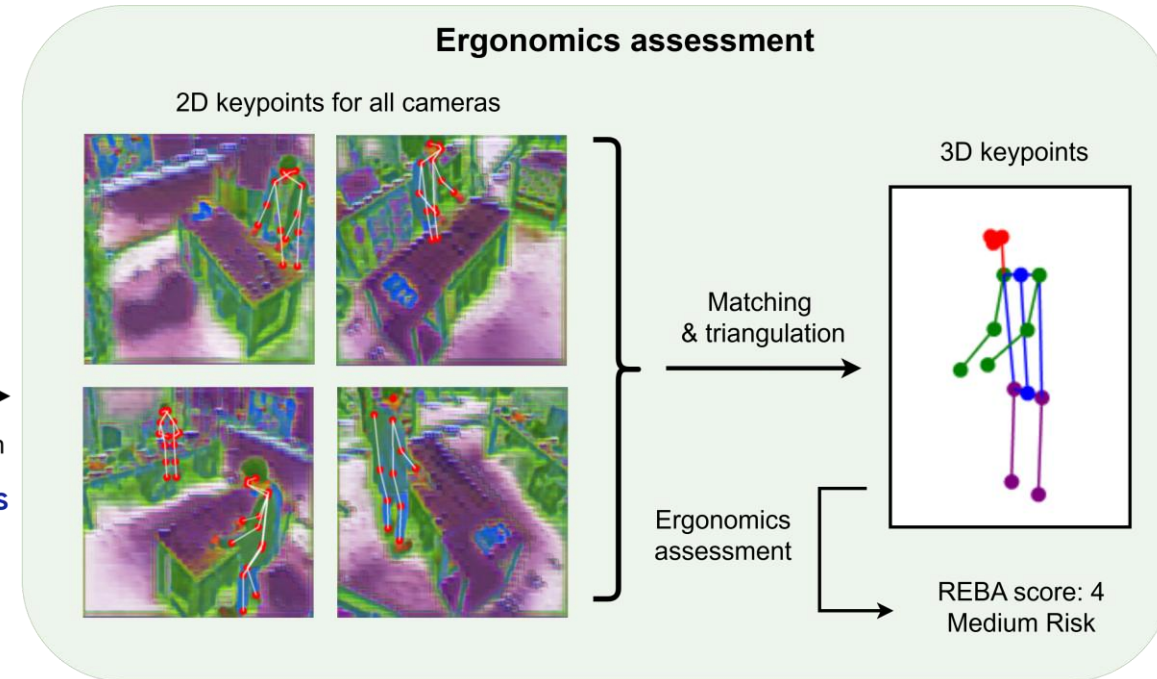 Ergonomics assessment
2D keypoints for all cameras
3D keypoints
Matching
& triangulation
Ergonomics
assessment
REBA score: 4
Medium Risk